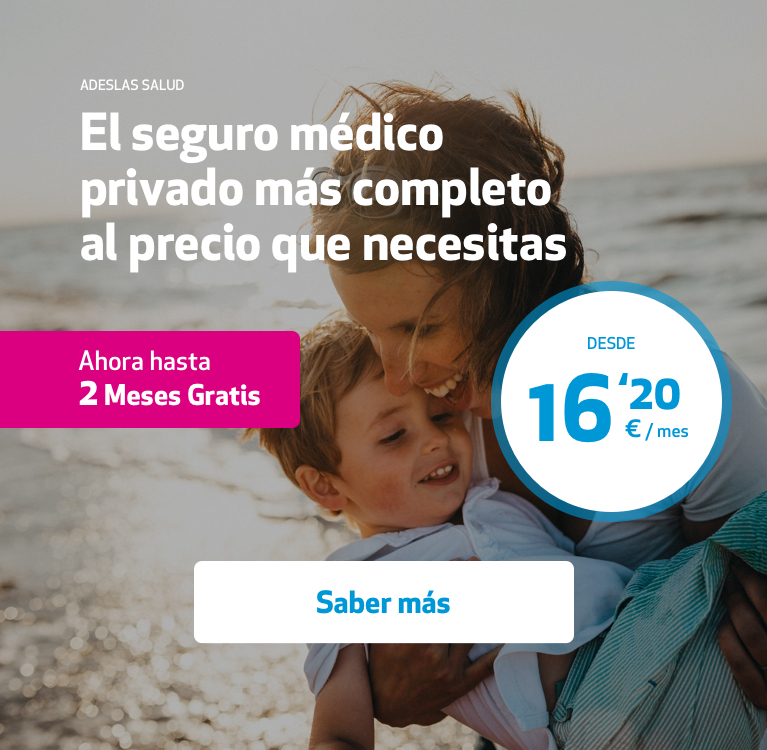 ADESLAS SALUD
El seguro médico
privado más completo
al precio que necesitas
Ahora hasta
2 Meses Gratis
DESDE
16‘20
€ / mes
Saber más